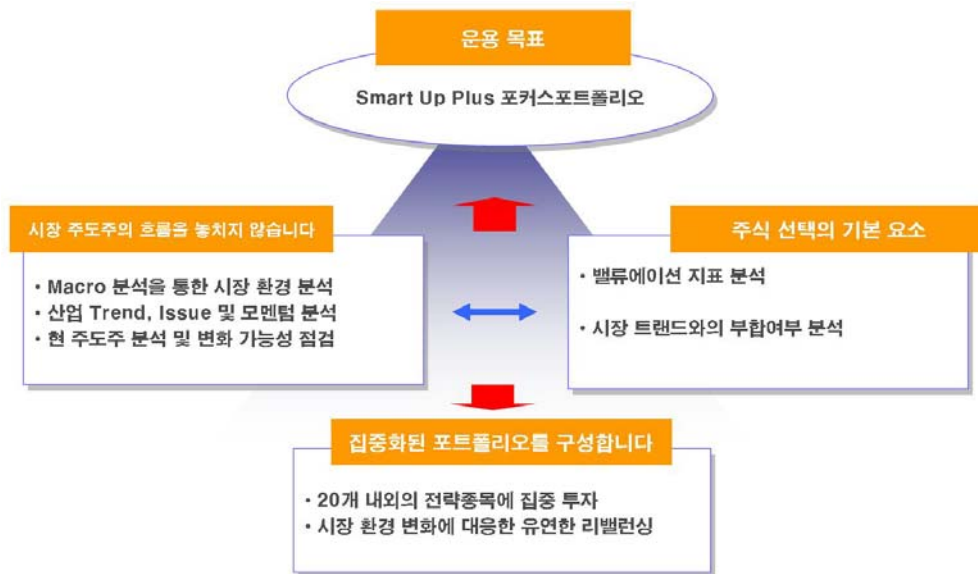 운용 목표
Smart Up Plus 포커스포트폴리오
시장 주도주의 흐름을 놓치지 않습니다
• Macro 분석을 통한 시장 환경 분석
• 산업 Trend, Issue 및 모멘텀 분석
• 현 주도주 분석 및 변화 가능성 점검
주식 선택의 기본 요소
• 밸류에이션 지표 분석
• 시장 트랜드와의 부합여부 분석
집중화된 포트폴리오를 구성합니다
• 20개 내외의 전략종목에 집중 투자
• 시장 환경 변화에 대응한 유연한 리밸런싱